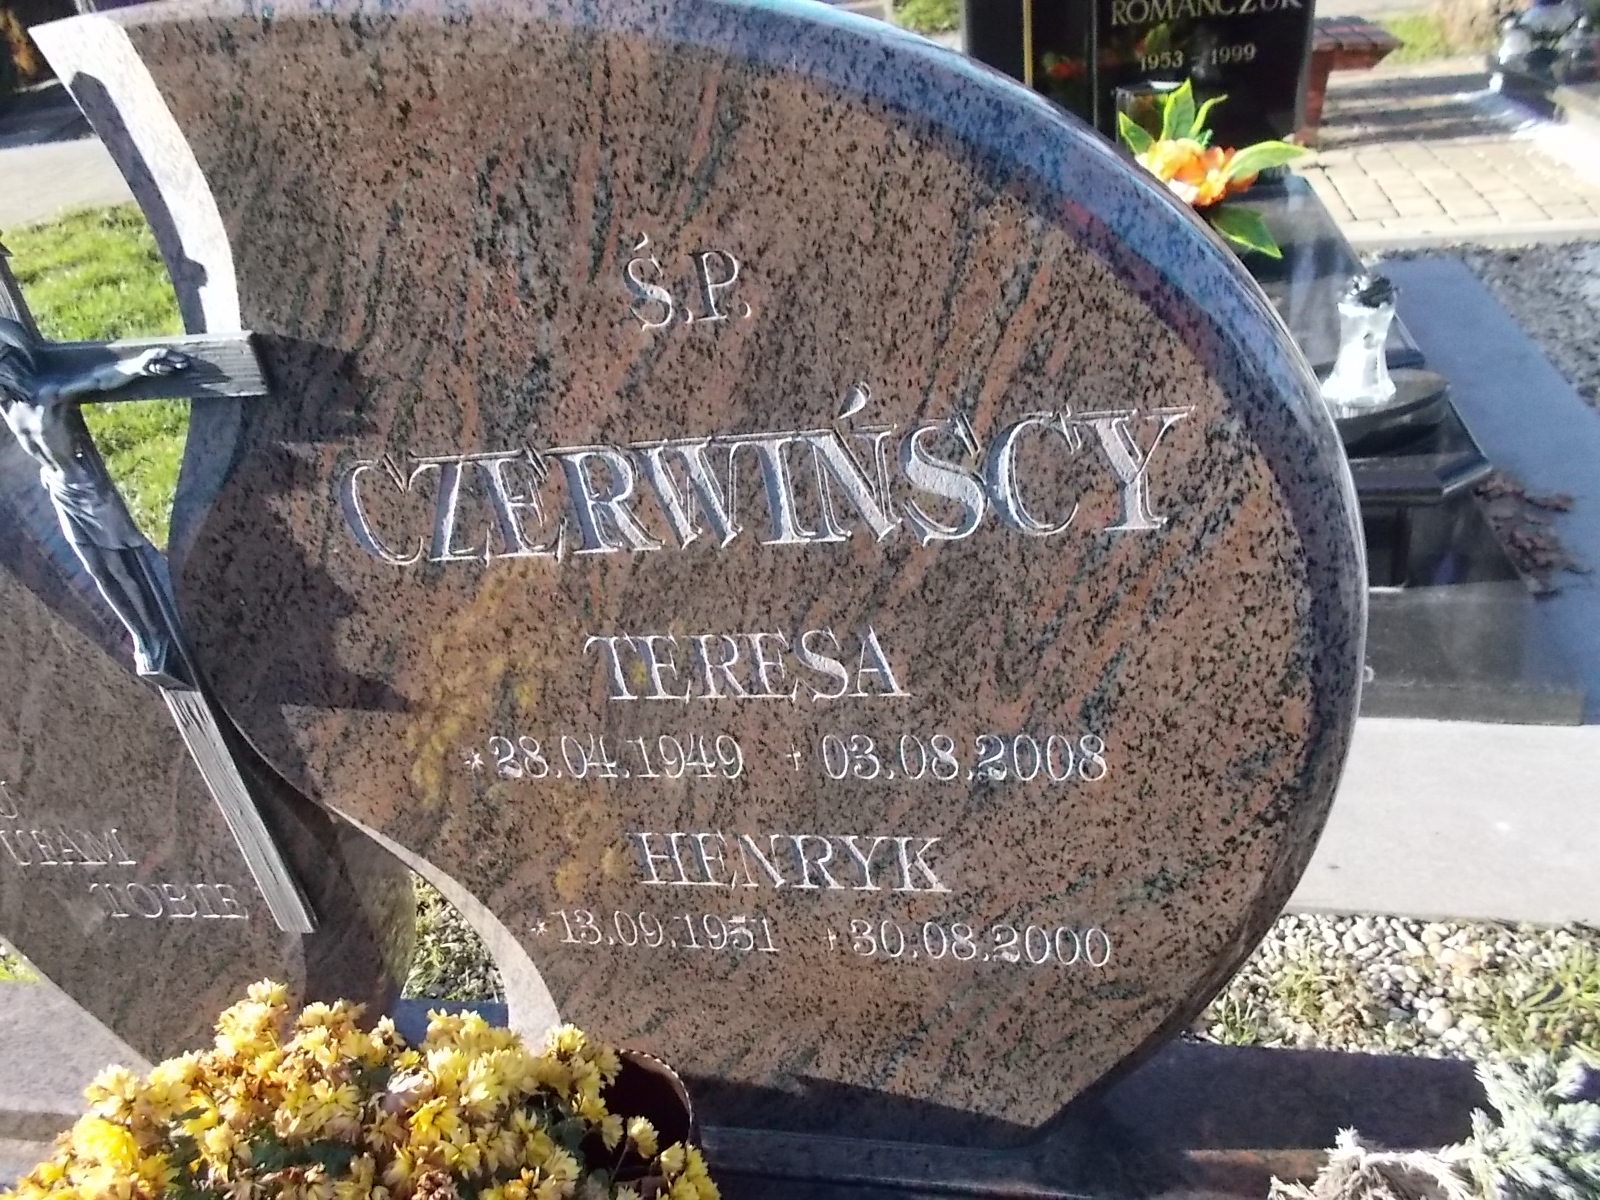 ROMAŃCZUK
1953 - 1999
Ś.P.
CZERWIŃSCY
TERESA
*28.04.1949 †03.08.2008
HENRYK
*13.09.1951 †30.08.2000
UFAM
TOBIE